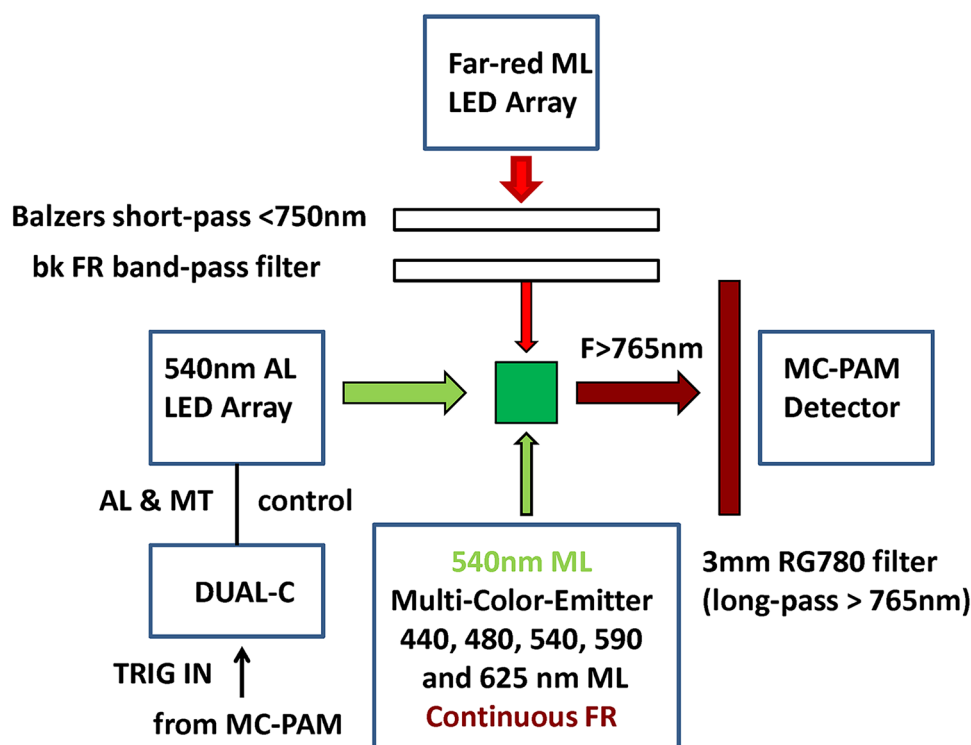 Far-red ML
LED Array
Balzers short-pass <750nm
bk FR band-pass filter
540nm AL
LED Array
F>765nm
MC-PAM
Detector
AL & MT control
DUAL-C
TRIG IN
from MC-PAM
540nm ML
Multi-Color-Emitter
440, 480, 540, 590
and 625 nm ML
Continuous FR
3mm RG780 filter
(long-pass > 765nm)